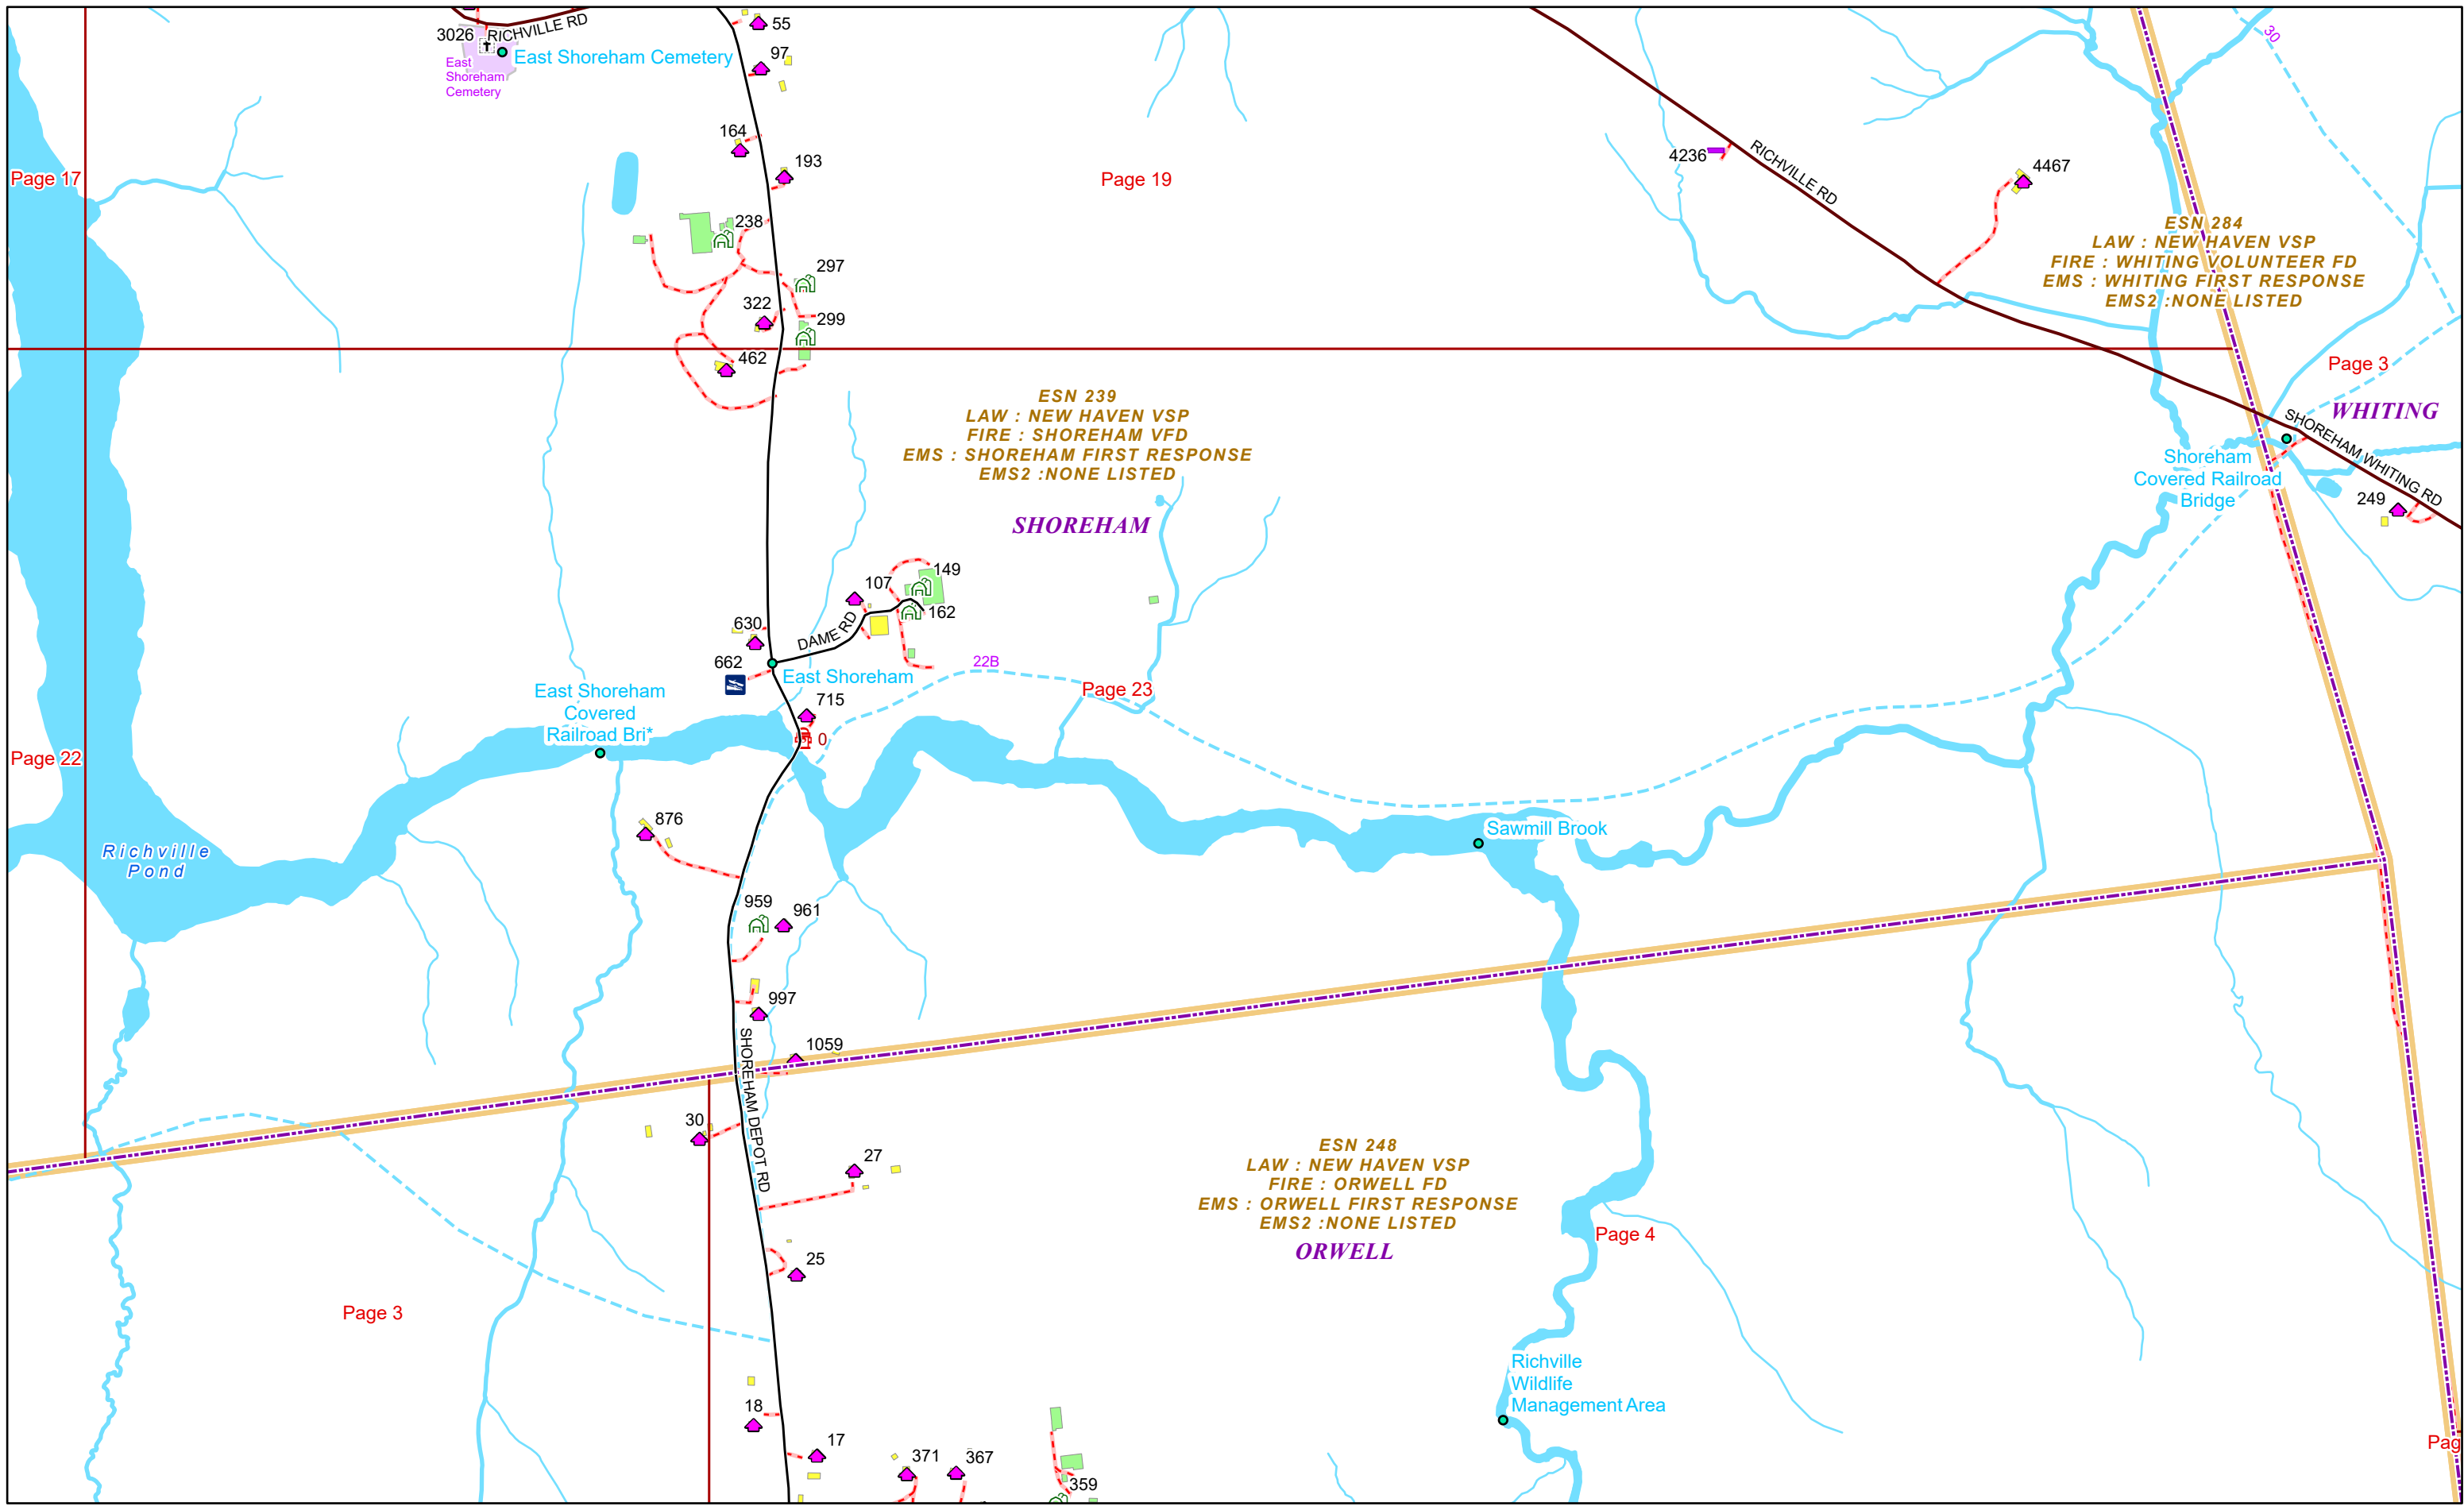 RICHVILLE RD
3026
East Shoreham Cemetery
East
Shoreham
Cemetery
55
97
30
164
193
4236
RICHVILLE RD
4467
Page 17
Page 19
238
297
322
299
462
ESN 284
LAW : NEW HAVEN VSP
FIRE : WHITING VOLUNTEER FD
EMS : WHITING FIRST RESPONSE
EMS2 :NONE LISTED
Page 3
WHITING
SHOREHAM WHITING RD
Shoreham
Covered Railroad
Bridge
249
ESN 239
LAW : NEW HAVEN VSP
FIRE : SHOREHAM VFD
EMS : SHOREHAM FIRST RESPONSE
EMS2 :NONE LISTED
SHOREHAM
149
107
162
630
DAME RD
662
East Shoreham
22B
Page 23
715
0
East Shoreham
Covered
Railroad Bri*
Page 22
Richville
Pond
876
Sawmill Brook
959
961
997
1059
SHOREHAM DEPOT RD
30
27
25
ESN 248
LAW : NEW HAVEN VSP
FIRE : ORWELL FD
EMS : ORWELL FIRST RESPONSE
EMS2 :NONE LISTED
ORWELL
Page 4
Page 3
Richville
Wildlife
Management Area
18
17
371
367
359
Pag